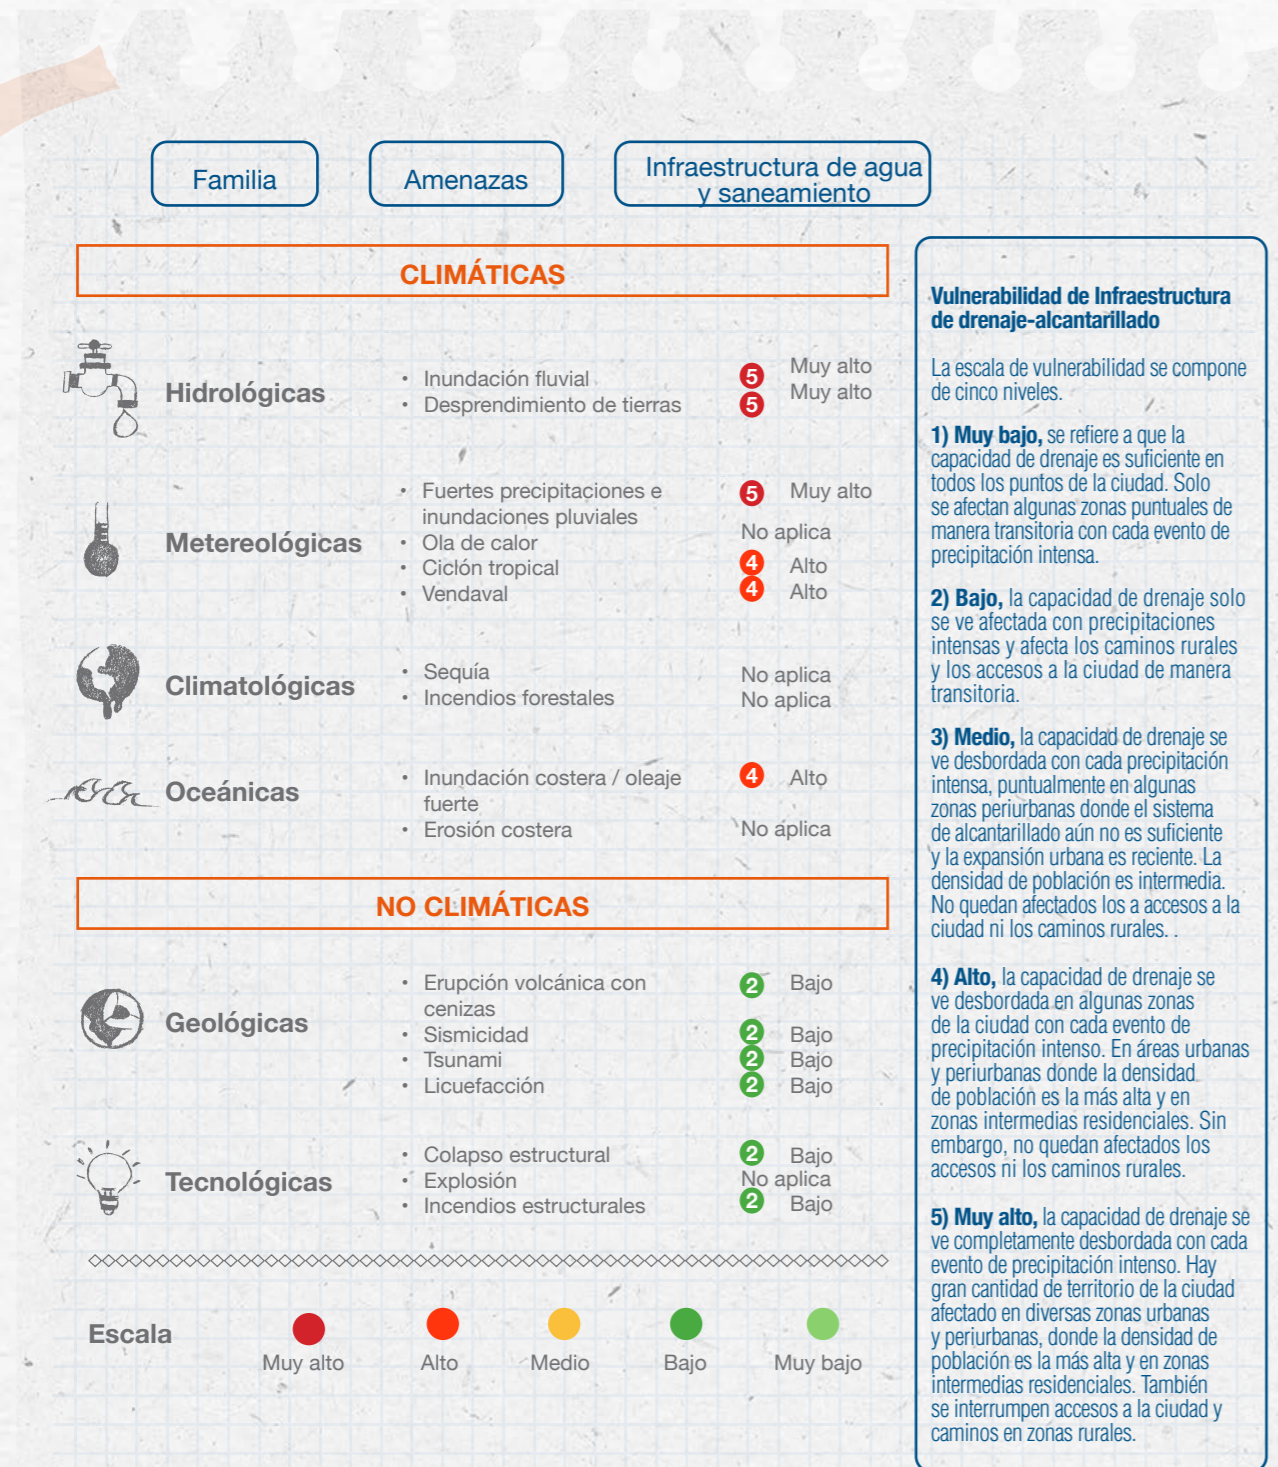 Familia
Amenazas
Infraestructura de agua
y saneamiento
CLIMÁTICAS
Hidrológicas
• Inundación fluvial
5 Muy alto
• Desprendimiento de tierras
5 Muy alto
Metereológicas
• Fuertes precipitaciones e
inundaciones pluviales
5 Muy alto
• Ola de calor
No aplica
• Ciclón tropical
4 Alto
• Vendaval
4 Alto
Climatológicas
• Sequía
No aplica
• Incendios forestales
No aplica
Oceánicas
• Inundación costera / oleaje
fuerte
4 Alto
• Erosión costera
No aplica
NO CLIMÁTICAS
Geológicas
• Erupción volcánica con
cenizas
2 Bajo
• Sismicidad
2 Bajo
• Tsunami
2 Bajo
• Licuefacción
2 Bajo
Tecnológicas
• Colapso estructural
2 Bajo
• Explosión
No aplica
• Incendios estructurales
2 Bajo
Escala
Muy alto
Alto
Medio
Bajo
Muy bajo
Vulnerabilidad de Infraestructura
de drenaje-alcantarillado
La escala de vulnerabilidad se compone
de cinco niveles.
1) Muy bajo, se refiere a que la
capacidad de drenaje es suficiente en
todos los puntos de la ciudad. Solo
se afectan algunas zonas puntuales de
manera transitoria con cada evento de
precipitación intensa.
2) Bajo, la capacidad de drenaje solo
se ve afectada con precipitaciones
intensas y afecta los caminos rurales
y los accesos a la ciudad de manera
transitoria.
3) Medio, la capacidad de drenaje se
ve desbordada con cada precipitación
intensa, puntualmente en algunas
zonas periurbanas donde el sistema
de alcantarillado aún no es suficiente
y la expansión urbana es reciente. La
densidad de población es intermedia.
No quedan afectados los a accesos a la
ciudad ni los caminos rurales. .
4) Alto, la capacidad de drenaje se
ve desbordada en algunas zonas
de la ciudad con cada evento de
precipitación intenso. En áreas urbanas
y periurbanas donde la densidad
de población es la más alta y en
zonas intermedias residenciales. Sin
embargo, no quedan afectados los
accesos ni los caminos rurales.
5) Muy alto, la capacidad de drenaje se
ve completamente desbordada con cada
evento de precipitación intenso. Hay
gran cantidad de territorio de la ciudad
afectado en diversas zonas urbanas
y periurbanas, donde la densidad de
población es la más alta y en zonas
intermedias residenciales. También
se interrumpen accesos a la ciudad y
caminos en zonas rurales.